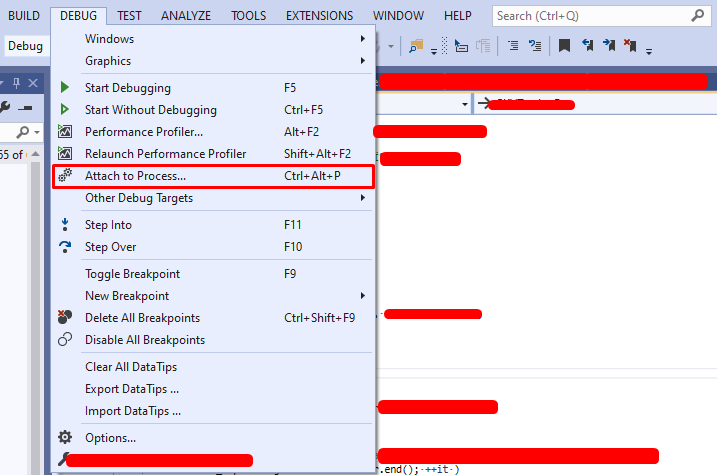 BUILD DEBUG TEST ANALYZE TOOLS EXTENSIONS WINDOW HELP Search (Ctrl+Q)
Debug
Windows
Graphics
Start Debugging F5
Start Without Debugging Ctrl+F5
Performance Profiler... Alt+F2
Relaunch Performance Profiler Shift+Alt+F2
Attach to Process... Ctrl+Alt+P
Other Debug Targets
Step Into F11
Step Over F10
Toggle Breakpoint F9
New Breakpoint
Delete All Breakpoints Ctrl+Shift+F9
Disable All Breakpoints
Clear All DataTips
Export DataTips ...
Import DataTips ...
Options...
.end(); ++it )